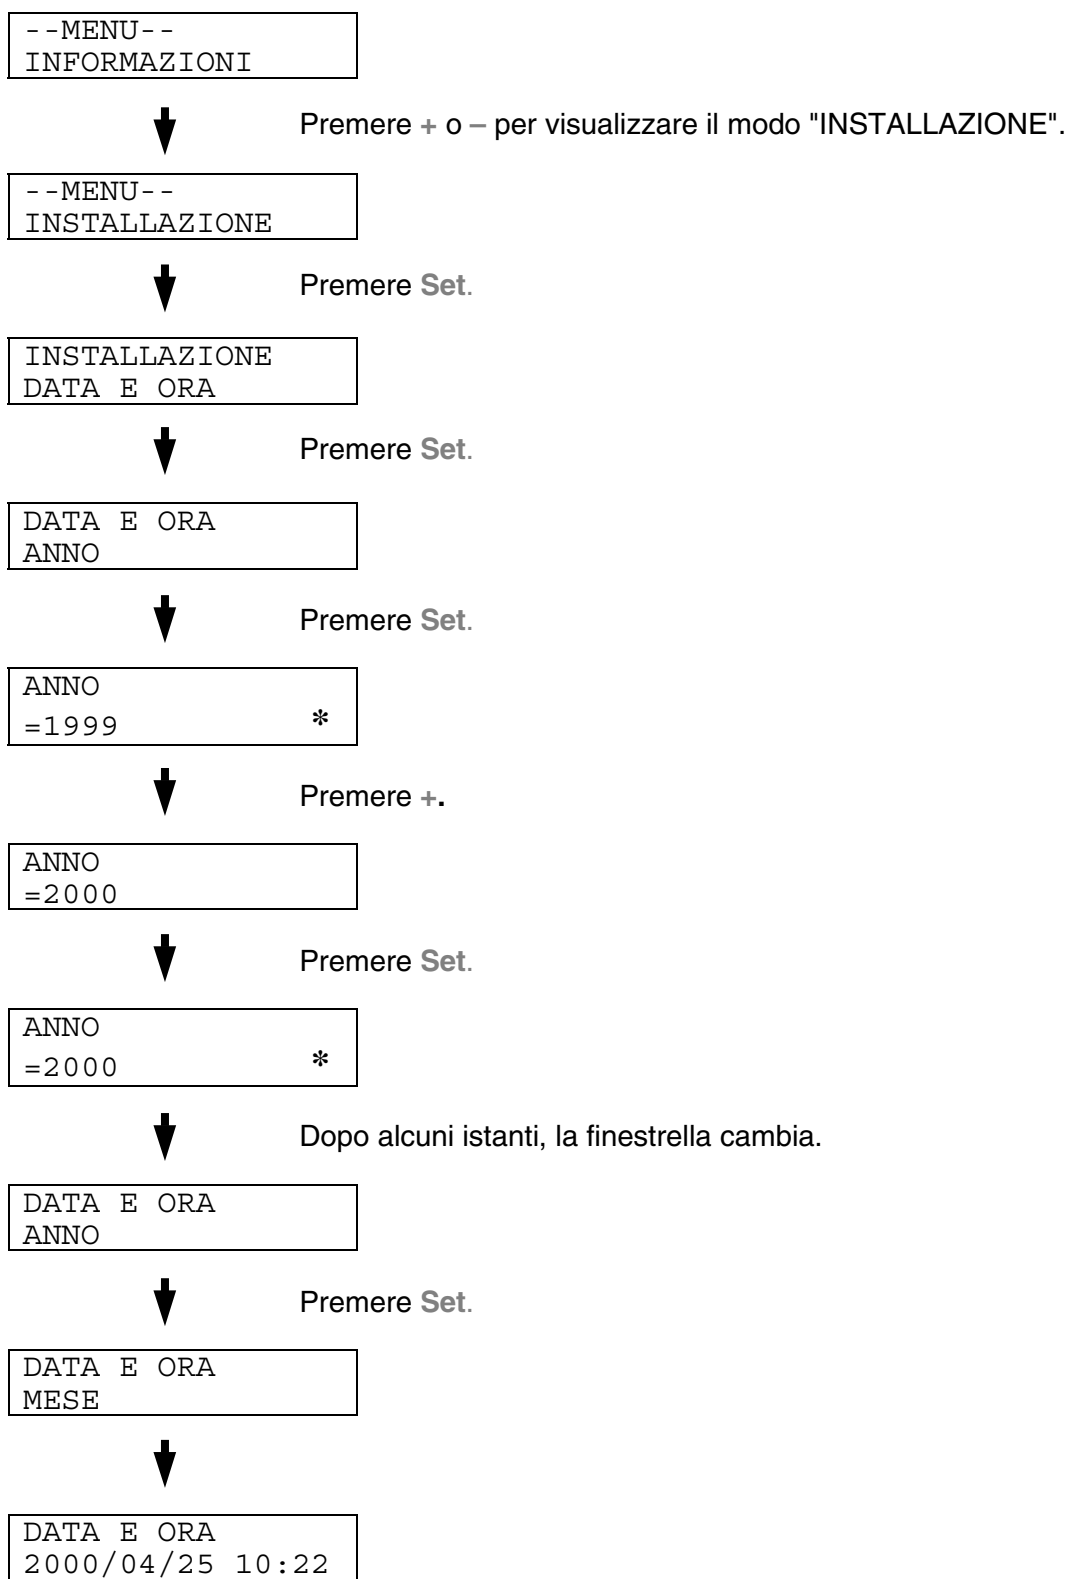 --MENU--
INFORMAZIONI
Premere + o – per visualizzare il modo "INSTALLAZIONE".
--MENU--
INSTALLAZIONE
Premere Set.
INSTALLAZIONE
DATA E ORA
Premere Set.
DATA E ORA
ANNO
Premere Set.
ANNO
=1999 *
Premere +.
ANNO
=2000
Premere Set.
ANNO
=2000 *
Dopo alcuni istanti, la finestrella cambia.
DATA E ORA
ANNO
Premere Set.
DATA E ORA
MESE
DATA E ORA
2000/04/25 10:22